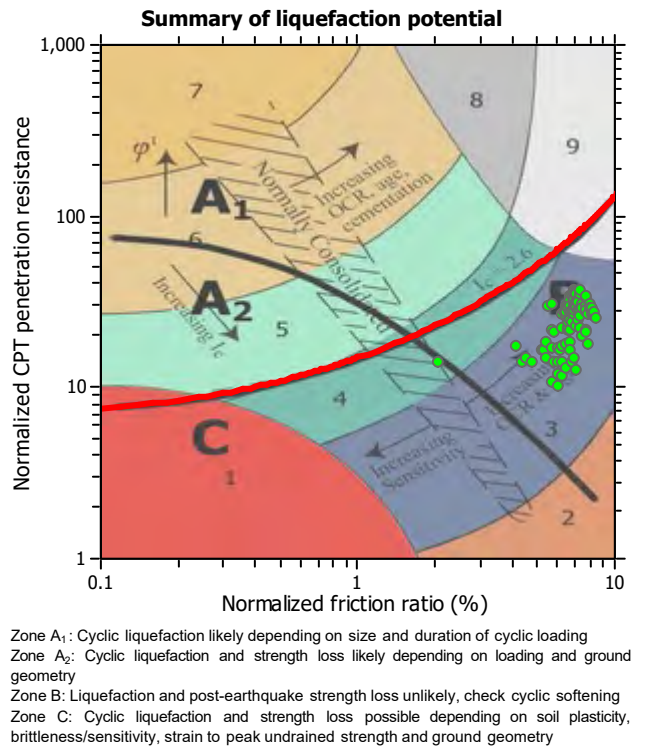 Summary of liquefaction potential
1,000
7
8
9
φ'
Increasing
OCR, age,
cementation
A1
Normally Consolidated
100
6
Ic = 2.6
A2
Increasing Ic
5
10
4
Increasing
OCR &
3
C
Increasing
Sensitivity
1
2
1
0.1
1
10
Normalized CPT penetration resistance
Normalized friction ratio (%)
Zone A1: Cyclic liquefaction likely depending on size and duration of cyclic loading
Zone A2: Cyclic liquefaction and strength loss likely depending on loading and ground
geometry
Zone B: Liquefaction and post-earthquake strength loss unlikely, check cyclic softening
Zone C: Cyclic liquefaction and strength loss possible depending on soil plasticity,
brittleness/sensitivity, strain to peak undrained strength and ground geometry